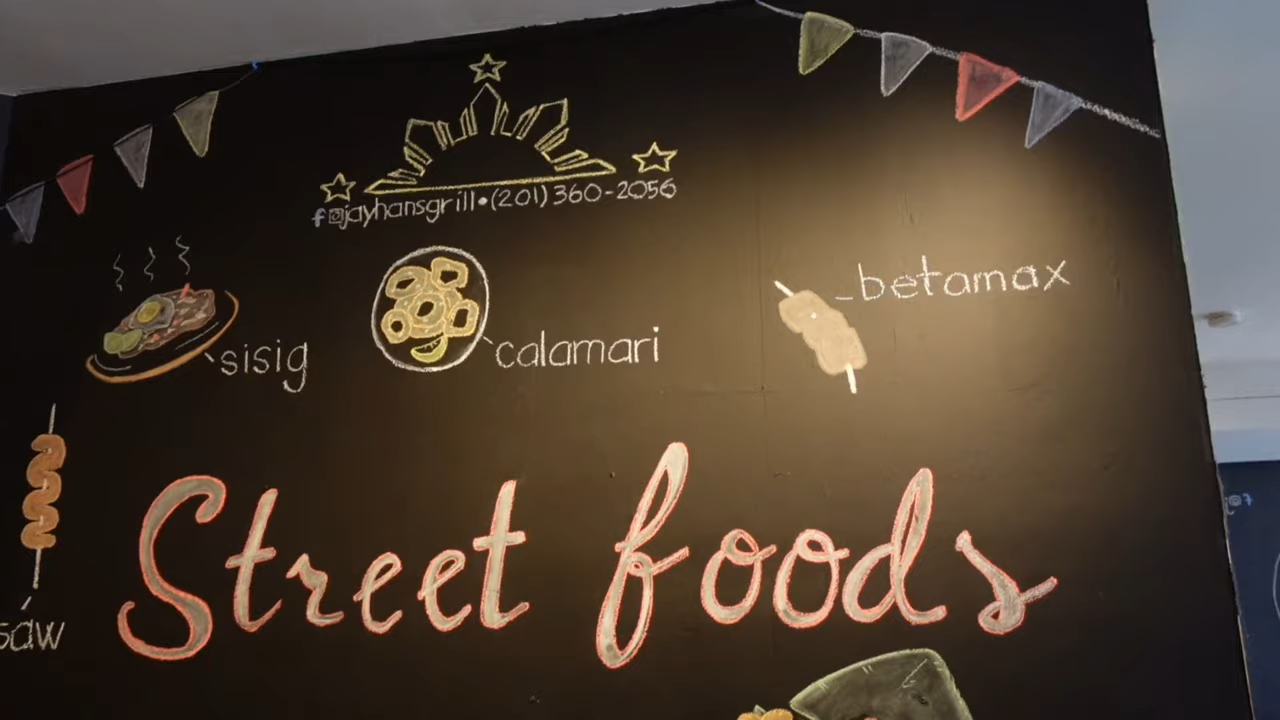 jayhansgrill•(201)360-2056
betamax
calamari
sisig
Street foods